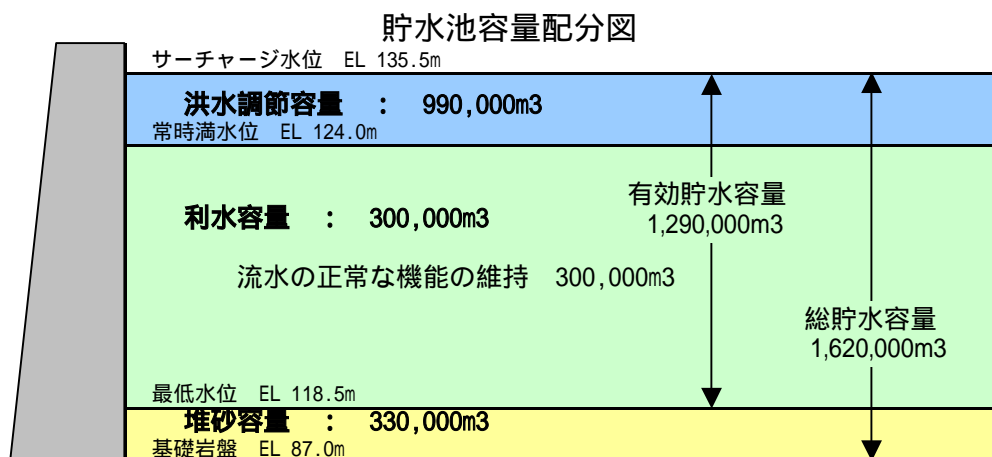 貯水池容量配分図
サーチャージ水位 EL 135.5m
洪水調節容量 : 990,000m3
常時満水位 EL 124.0m
有効貯水容量
1,290,000m3
利水容量 : 300,000m3
流水の正常な機能の維持 300,000m3
総貯水容量
1,620,000m3
最低水位 EL 118.5m
堆砂容量 : 330,000m3
基礎岩盤 EL 87.0m